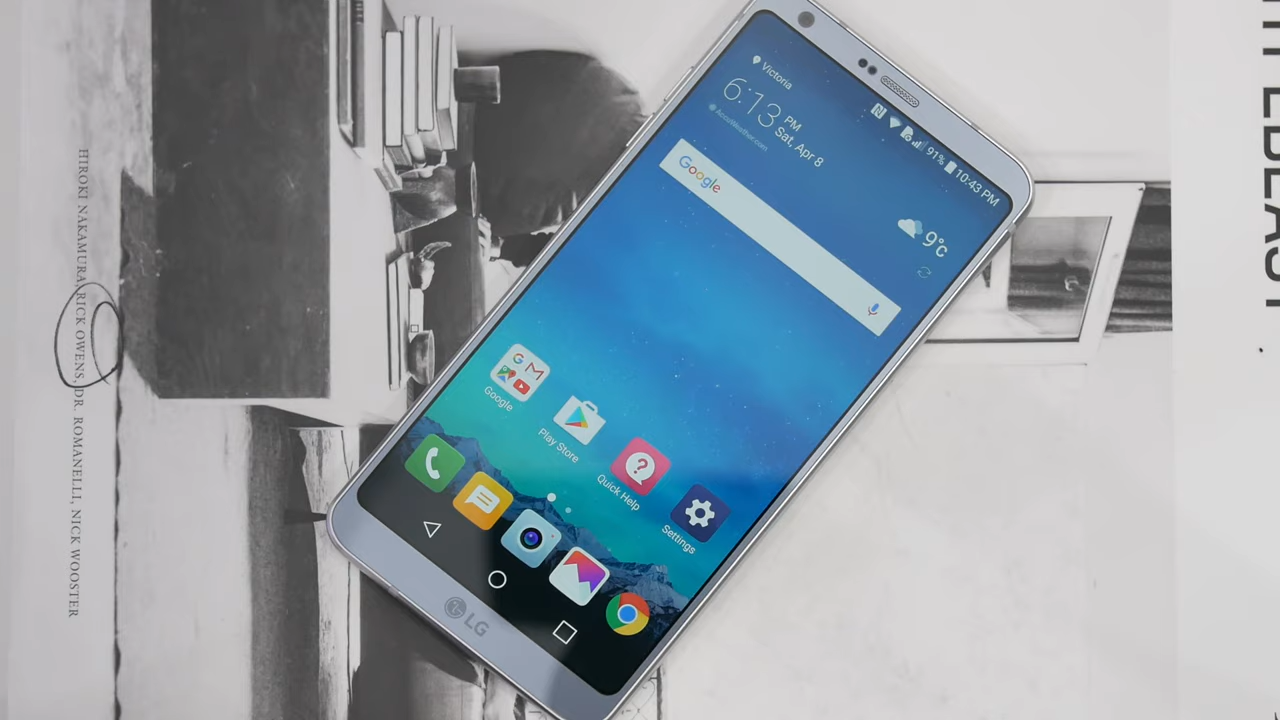 HIROKI NAKAMURA, RICK OWENS, DR. ROMANELLI, NICK WOOSTER
Victoria
6:13 PM
Sat, Apr 8
AccuWeather.com
N
91%
10:43 PM
9°c
Google
G
Google
Play Store
?
Quick Help
Settings
LG